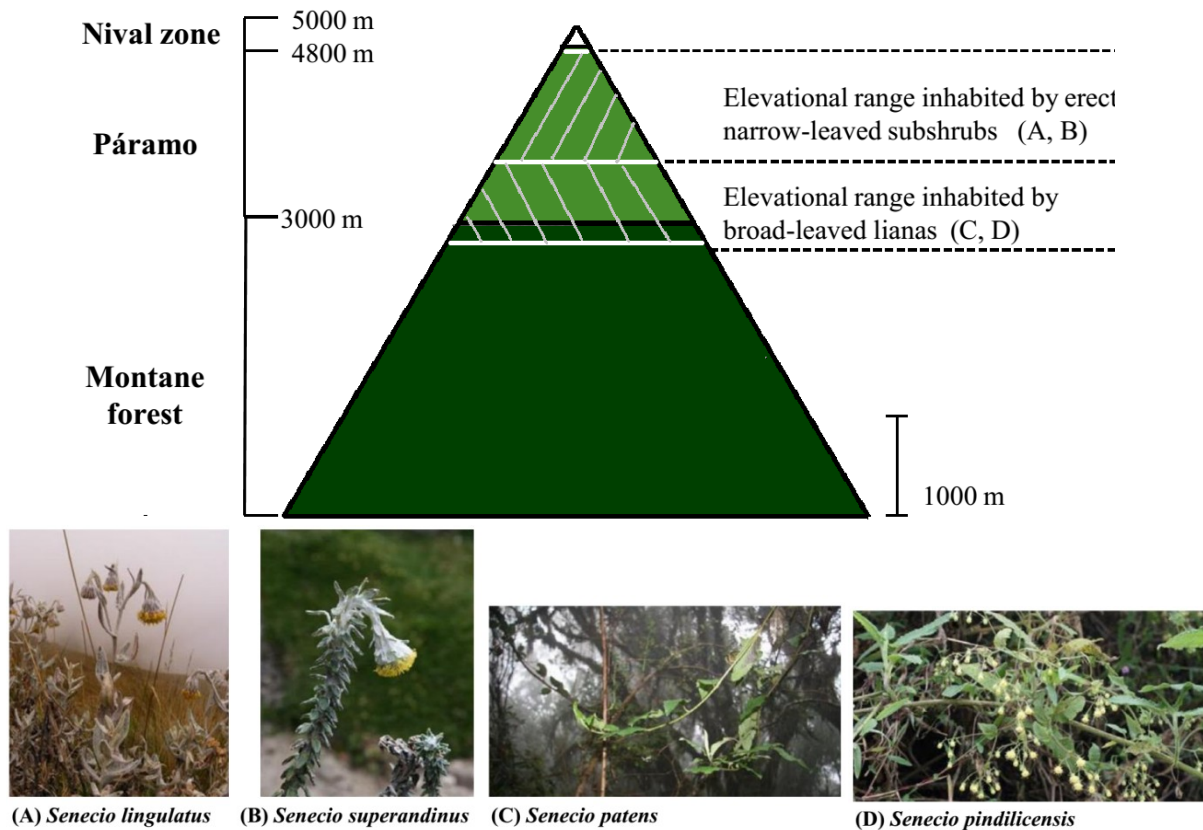 Nival zone
5000 m
4800 m
Páramo
3000 m
Montane
forest
Elevational range inhabited by erect
narrow-leaved subshrubs (A, B)
Elevational range inhabited by
broad-leaved lianas (C, D)
1000 m
(A) Senecio lingulatus
(B) Senecio superandinus
(C) Senecio patens
(D) Senecio pindilicensis